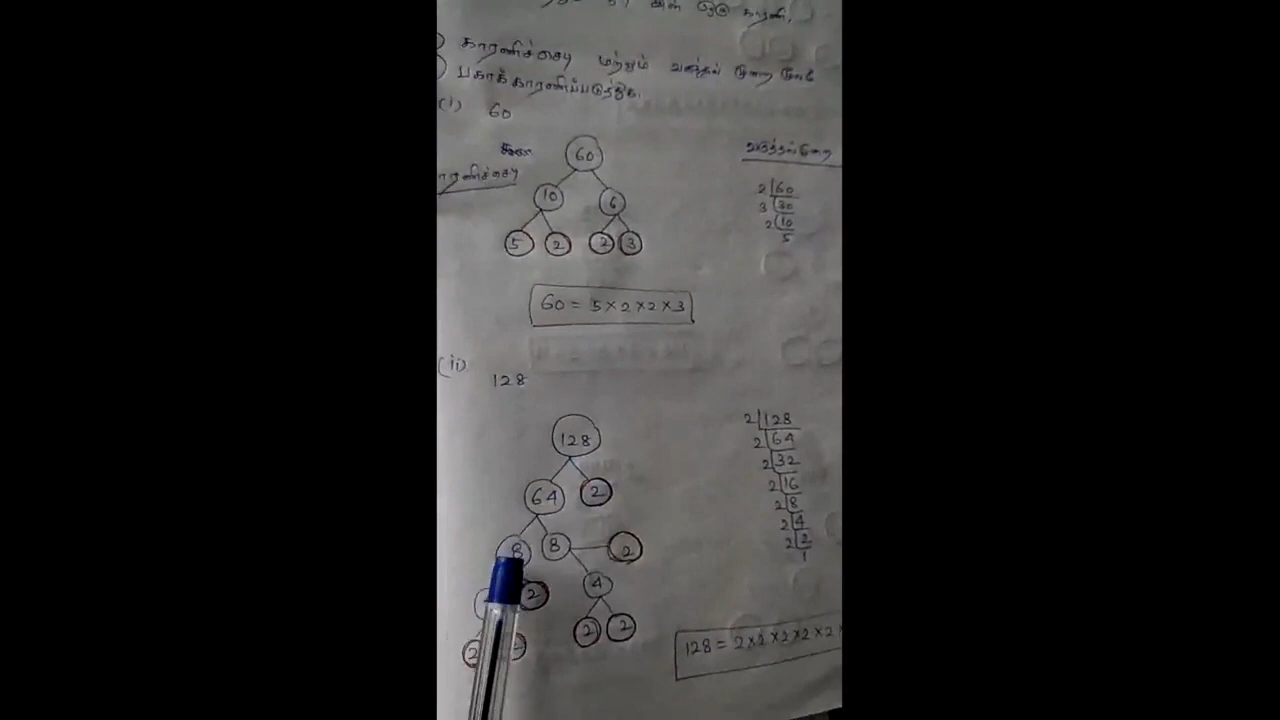 இன் ஒரு காரணி.
காரணிச்செடி மற்றும் வகுத்தல் முறை மூலம்
பகாக்காரணிப்படுத்துக.
(i) 60
60
10 6
5 2 2 3
வகுத்தல் முறை
2 60
3 30
2 10
5
60 = 5×2×2×3
(ii) 128
128
64 2
8 8 2
2 4
2 2 2
2 128
2 64
2 32
2 16
2 8
2 4
2 2
1
128 = 2×2×2×2×2×